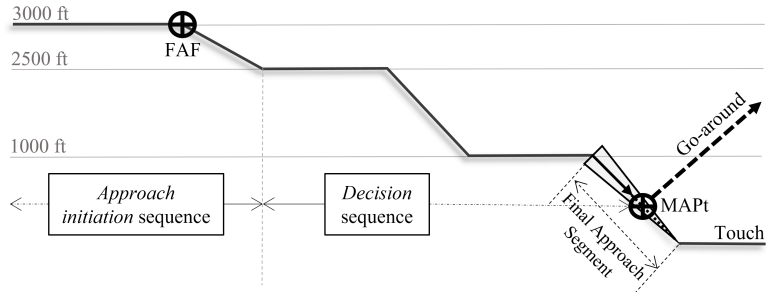 3000 ft
FAF
2500 ft
1000 ft
Go-around
Approach
initiation sequence
Decision
sequence
MAPt
Final Approach
Segment
Touch